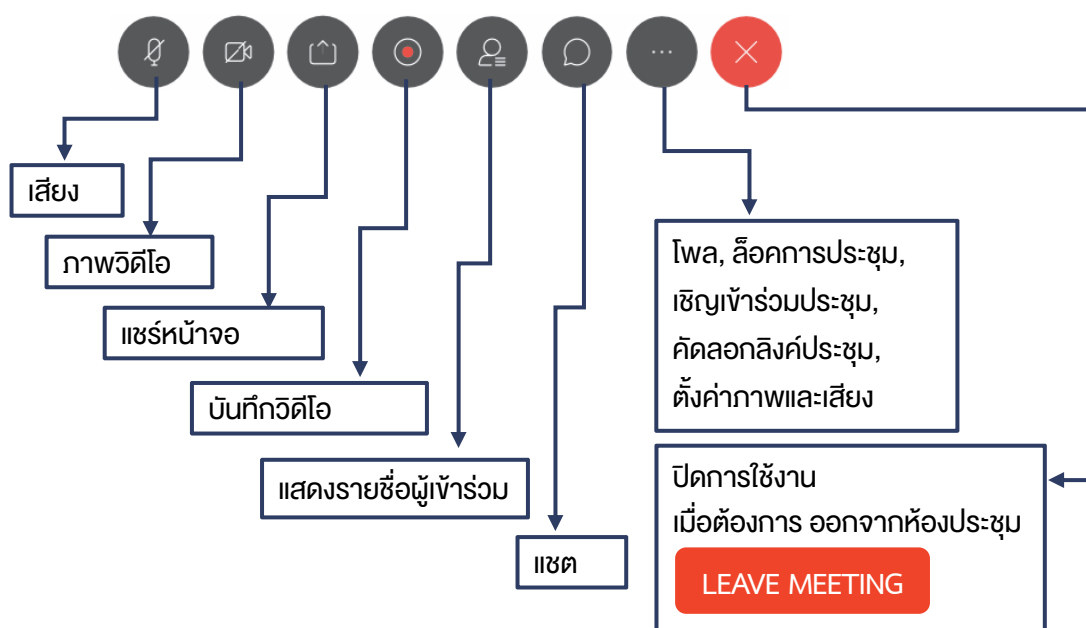 เสียง
ภาพวิดีโอ
แชร์หน้าจอ
บันทึกวิดีโอ
แสดงรายชื่อผู้เข้าร่วม
แชต
โพล, ล็อคการประชุม,
เชิญเข้าร่วมประชุม,
คัดลอกลิงค์ประชุม,
ตั้งค่าภาพและเสียง
ปิดการใช้งาน
เมื่อต้องการ ออกจากห้องประชุม
LEAVE MEETING